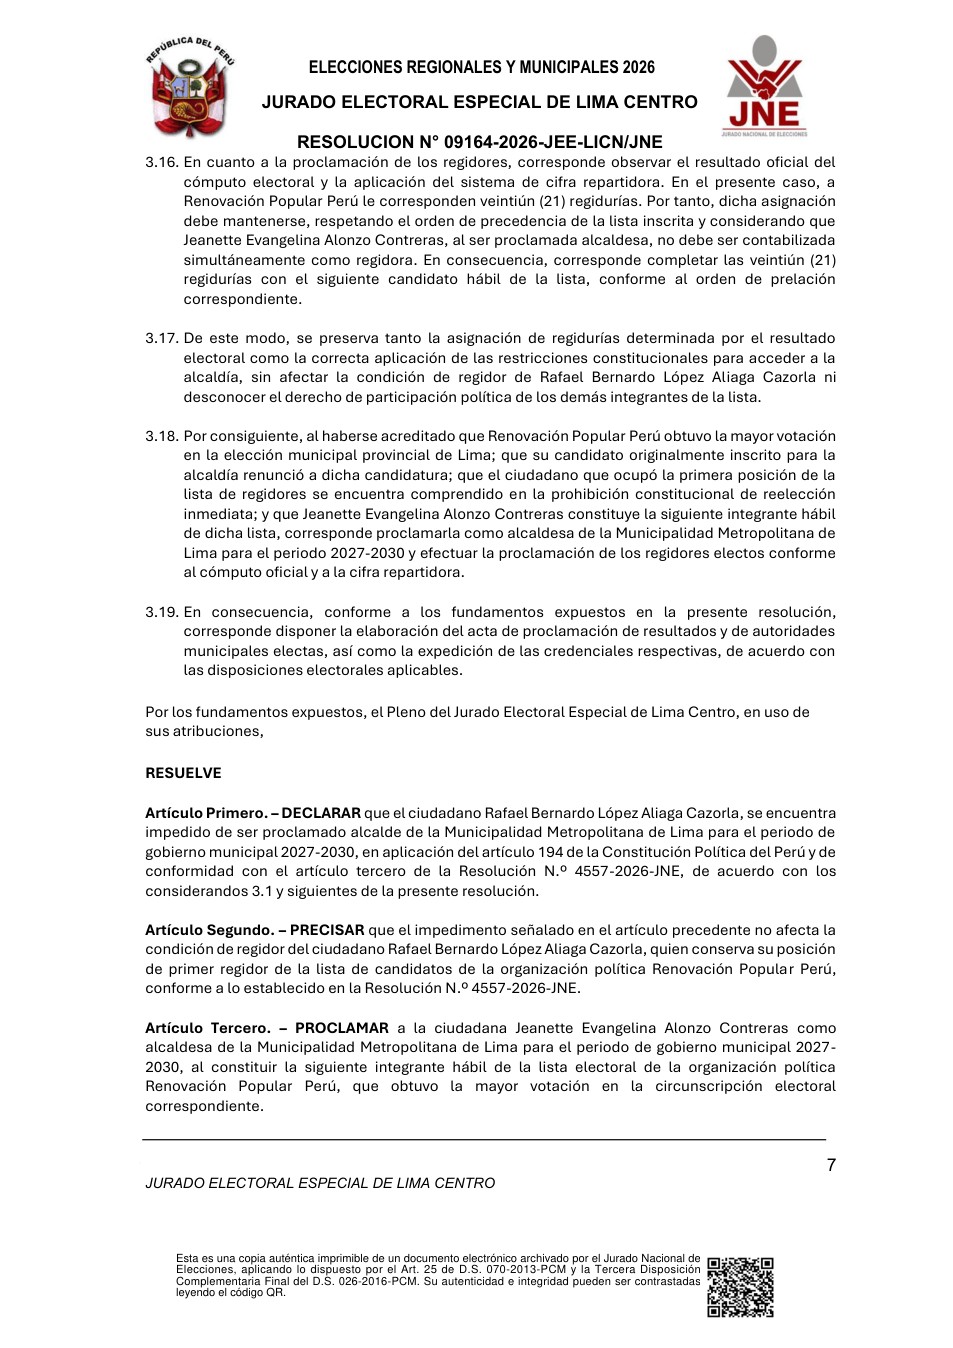 REPÚBLICA DEL PERÚ
ELECCIONES REGIONALES Y MUNICIPALES 2026
JURADO ELECTORAL ESPECIAL DE LIMA CENTRO
JNE
JURADO NACIONAL DE ELECCIONES
RESOLUCION N° 09164-2026-JEE-LICN/JNE
3.16. En cuanto a la proclamación de los regidores, corresponde observar el resultado oficial del
cómputo electoral y la aplicación del sistema de cifra repartidora. En el presente caso, a
Renovación Popular Perú le corresponden veintiún (21) regidurías. Por tanto, dicha asignación
debe mantenerse, respetando el orden de precedencia de la lista inscrita y considerando que
Jeanette Evangelina Alonzo Contreras, al ser proclamada alcaldesa, no debe ser contabilizada
simultáneamente como regidora. En consecuencia, corresponde completar las veintiún (21)
regidurías con el siguiente candidato hábil de la lista, conforme al orden de prelación
correspondiente.
3.17. De este modo, se preserva tanto la asignación de regidurías determinada por el resultado
electoral como la correcta aplicación de las restricciones constitucionales para acceder a la
alcaldía, sin afectar la condición de regidor de Rafael Bernardo López Aliaga Cazorla ni
desconocer el derecho de participación política de los demás integrantes de la lista.
3.18. Por consiguiente, al haberse acreditado que Renovación Popular Perú obtuvo la mayor votación
en la elección municipal provincial de Lima; que su candidato originalmente inscrito para la
alcaldía renunció a dicha candidatura; que el ciudadano que ocupó la primera posición de la
lista de regidores se encuentra comprendido en la prohibición constitucional de reelección
inmediata; y que Jeanette Evangelina Alonzo Contreras constituye la siguiente integrante hábil
de dicha lista, corresponde proclamarla como alcaldesa de la Municipalidad Metropolitana de
Lima para el periodo 2027-2030 y efectuar la proclamación de los regidores electos conforme
al cómputo oficial y a la cifra repartidora.
3.19. En consecuencia, conforme a los fundamentos expuestos en la presente resolución,
corresponde disponer la elaboración del acta de proclamación de resultados y de autoridades
municipales electas, así como la expedición de las credenciales respectivas, de acuerdo con
las disposiciones electorales aplicables.
Por los fundamentos expuestos, el Pleno del Jurado Electoral Especial de Lima Centro, en uso de
sus atribuciones,
RESUELVE
Artículo Primero. – DECLARAR que el ciudadano Rafael Bernardo López Aliaga Cazorla, se encuentra
impedido de ser proclamado alcalde de la Municipalidad Metropolitana de Lima para el periodo de
gobierno municipal 2027-2030, en aplicación del artículo 194 de la Constitución Política del Perú y de
conformidad con el artículo tercero de la Resolución N.º 4557-2026-JNE, de acuerdo con los
considerandos 3.1 y siguientes de la presente resolución.
Artículo Segundo. – PRECISAR que el impedimento señalado en el artículo precedente no afecta la
condición de regidor del ciudadano Rafael Bernardo López Aliaga Cazorla, quien conserva su posición
de primer regidor de la lista de candidatos de la organización política Renovación Popular Perú,
conforme a lo establecido en la Resolución N.º 4557-2026-JNE.
Artículo Tercero. – PROCLAMAR a la ciudadana Jeanette Evangelina Alonzo Contreras como
alcaldesa de la Municipalidad Metropolitana de Lima para el periodo de gobierno municipal 2027-
2030, al constituir la siguiente integrante hábil de la lista electoral de la organización política
Renovación Popular Perú, que obtuvo la mayor votación en la circunscripción electoral
correspondiente.
7
JURADO ELECTORAL ESPECIAL DE LIMA CENTRO
Esta es una copia auténtica imprimible de un documento electrónico archivado por el Jurado Nacional de
Elecciones, aplicando lo dispuesto por el Art. 25 de D.S. 070-2013-PCM y la Tercera Disposición
Complementaria Final del D.S. 026-2016-PCM. Su autenticidad e integridad pueden ser contrastadas
leyendo el código QR.